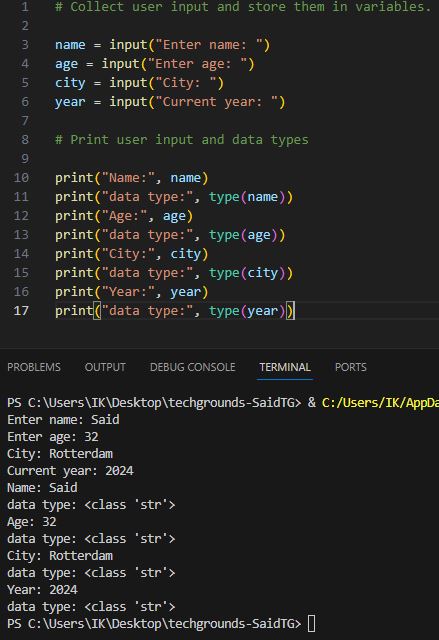 1 # Collect user input and store them in variables.
2
3 name = input("Enter name: ")
4 age = input("Enter age: ")
5 city = input("City: ")
6 year = input("Current year: ")
7
8 # Print user input and data types
9
10 print("Name:", name)
11 print("data type:", type(name))
12 print("Age:", age)
13 print("data type:", type(age))
14 print("City:", city)
15 print("data type:", type(city))
16 print("Year:", year)
17 print("data type:", type(year))
PROBLEMS OUTPUT DEBUG CONSOLE TERMINAL PORTS
PS C:\Users\IK\Desktop\techgrounds-SaidTG> & C:/Users/IK/AppDa
Enter name: Said
Enter age: 32
City: Rotterdam
Current year: 2024
Name: Said
data type: <class 'str'>
Age: 32
data type: <class 'str'>
City: Rotterdam
data type: <class 'str'>
Year: 2024
data type: <class 'str'>
PS C:\Users\IK\Desktop\techgrounds-SaidTG>